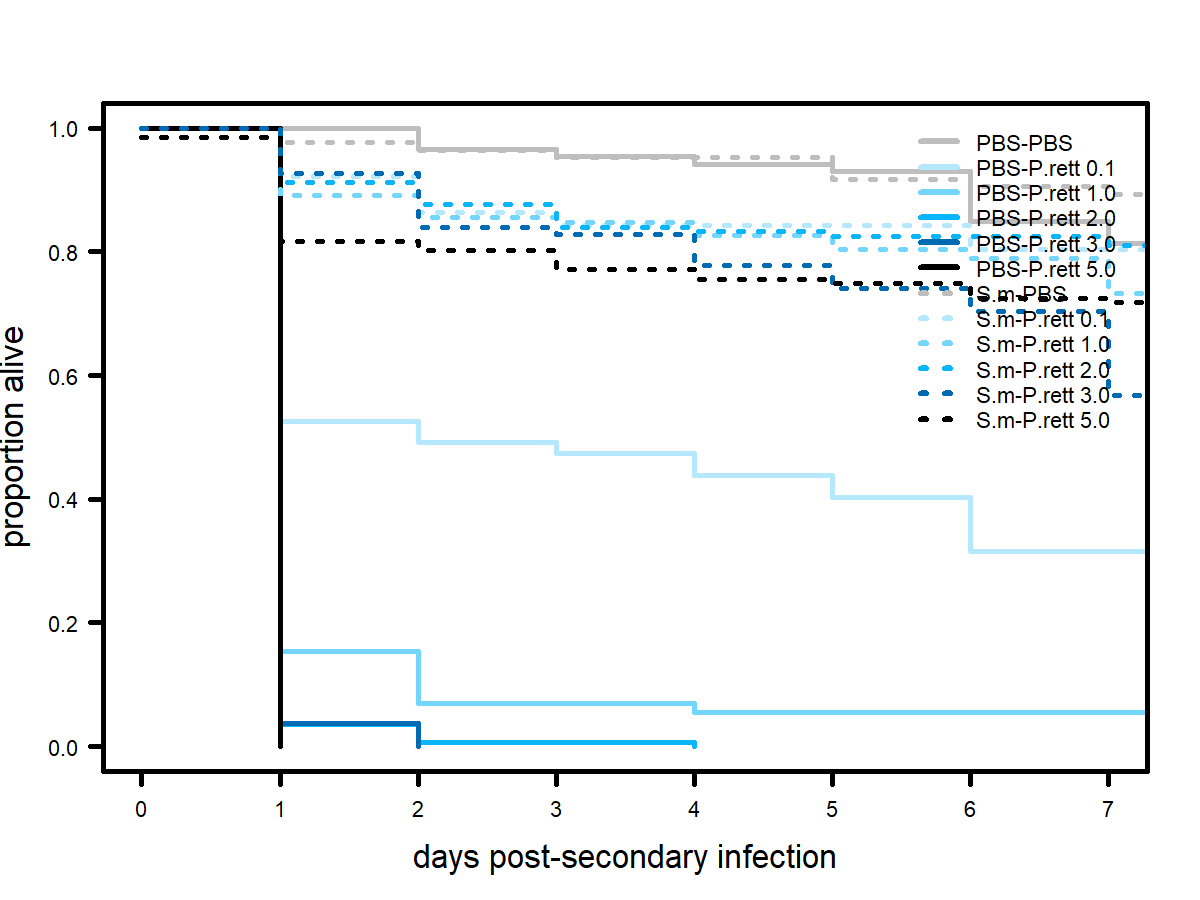 1.0
0.8
0.6
0.4
0.2
0.0
proportion alive
PBS-PBS
PBS-P.rett 0.1
PBS-P.rett 1.0
PBS-P.rett 2.0
PBS-P.rett 3.0
PBS-P.rett 5.0
S.m-PBS
S.m-P.rett 0.1
S.m-P.rett 1.0
S.m-P.rett 2.0
S.m-P.rett 3.0
S.m-P.rett 5.0
0 1 2 3 4 5 6 7
days post-secondary infection